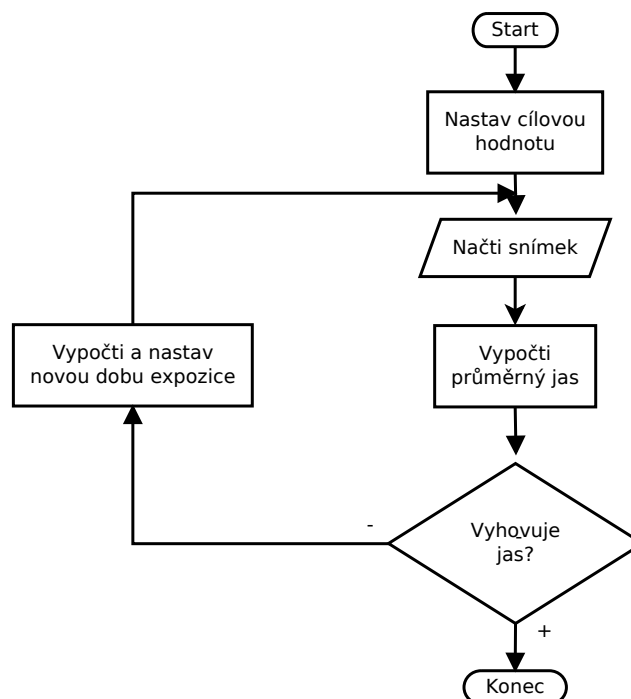 Start
Nastav cílovou
hodnotu
Načti snímek
Vypočti a nastav
novou dobu expozice
Vypočti
průměrný jas
-
Vyhovuje
jas?
+
Konec